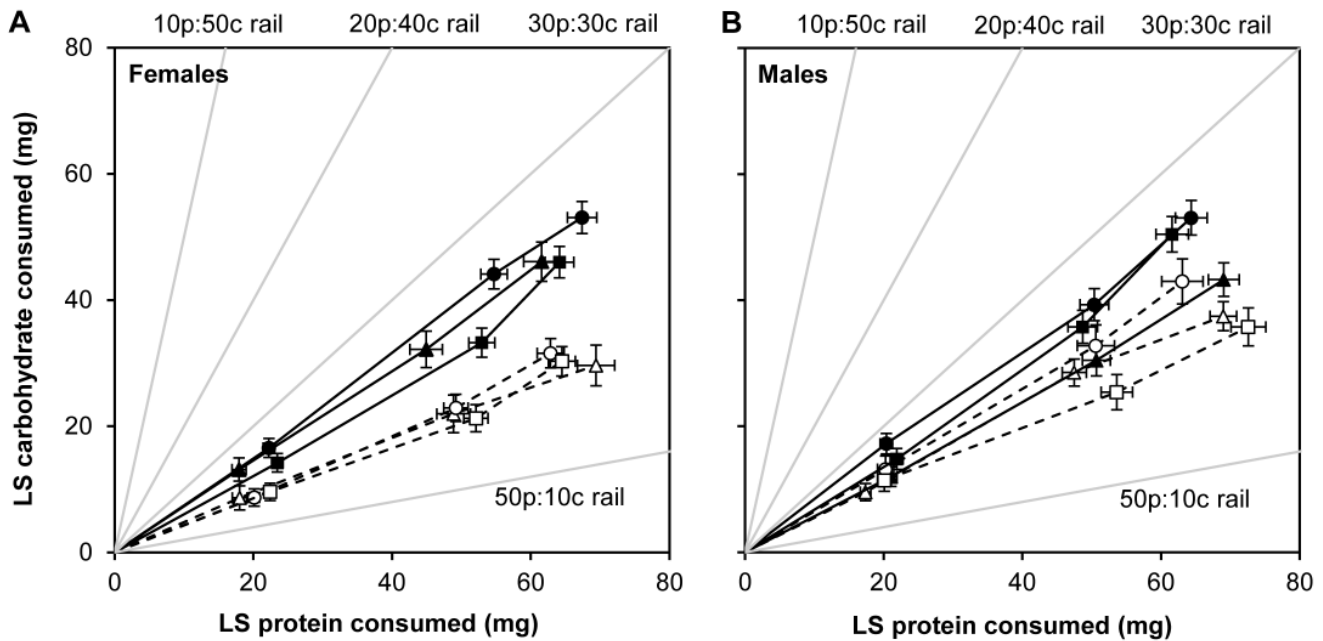 A
10p:50c rail 20p:40c rail 30p:30c rail
Females
80
60
40
20
0
LS carbohydrate consumed (mg)
50p:10c rail
0 20 40 60 80
LS protein consumed (mg)
B
10p:50c rail 20p:40c rail 30p:30c rail
Males
50p:10c rail
0 20 40 60 80
LS protein consumed (mg)